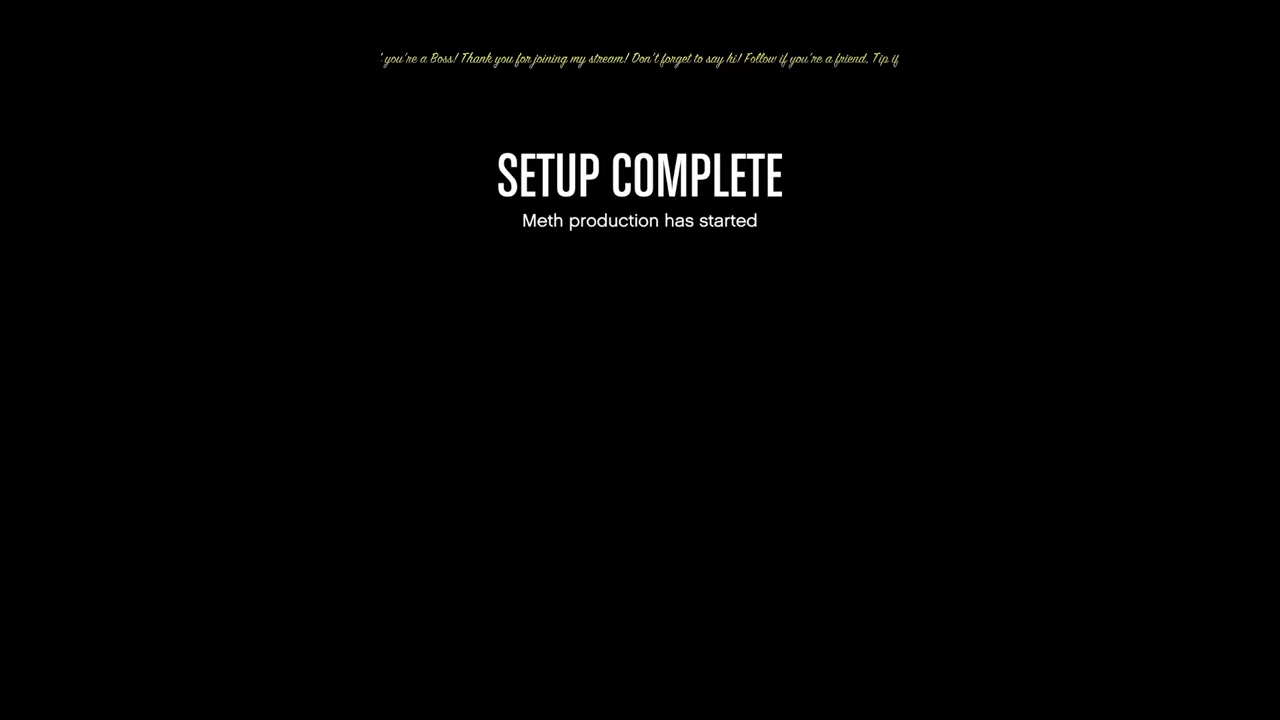 ' you're a Boss! Thank you for joining my stream! Don't forget to say hi! Follow if you're a friend, Tip if
SETUP COMPLETE
Meth production has started